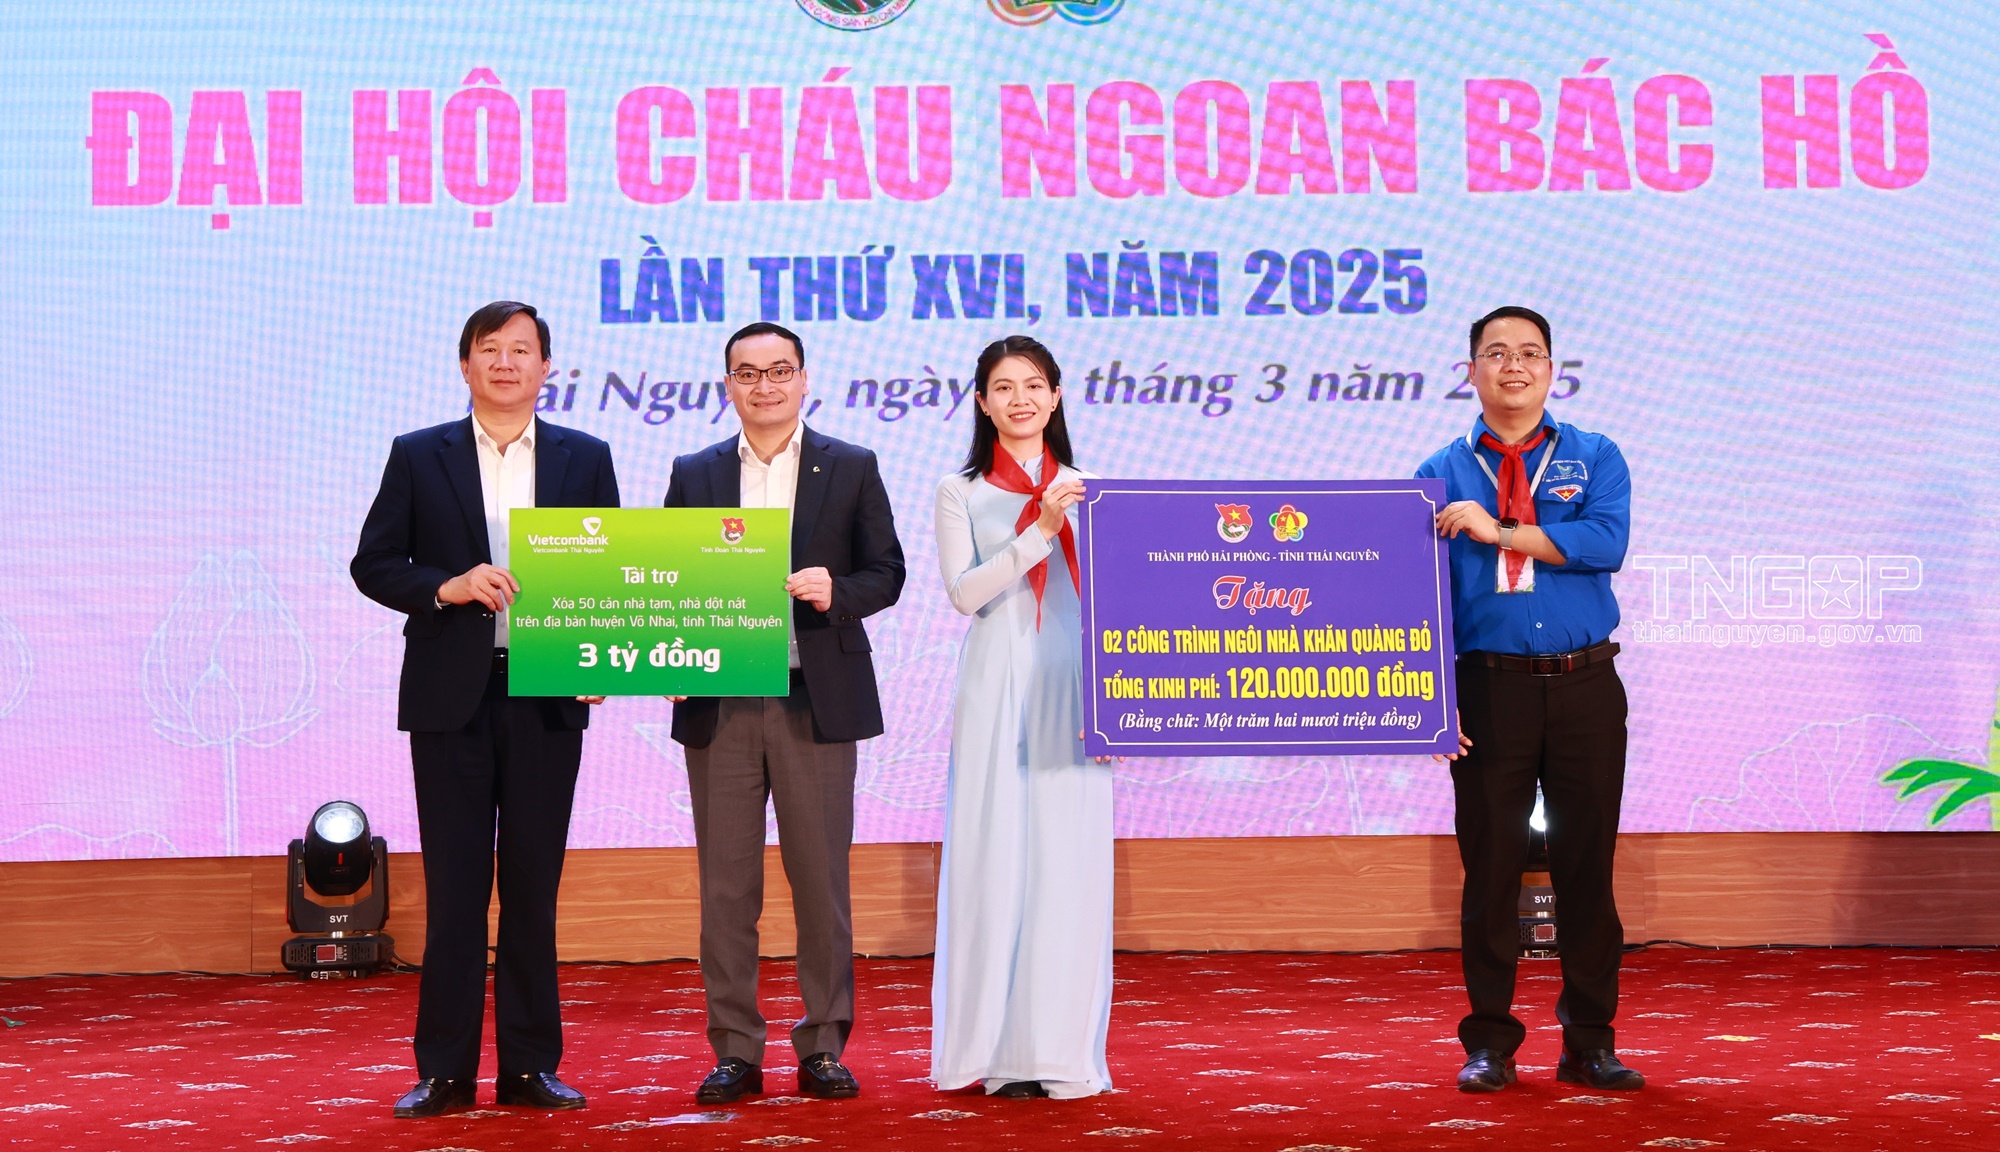 ĐẠI HỘI CHÁU NGOAN BÁC HỒ
LẦN THỨ XVI, NĂM 2025
Nguyên, ngày tháng 3 năm
Vietcombank
Vietcombank Thái Nguyên
Tỉnh Đoàn Thái Nguyên
Tài trợ
Xóa 50 căn nhà tạm, nhà dột nát
trên địa bàn huyện Võ Nhai, tỉnh Thái Nguyên
3 tỷ đồng
THÀNH PHỐ HẢI PHÒNG - TỈNH THÁI NGUYÊN
Tặng
02 CÔNG TRÌNH NGÔI NHÀ KHĂN QUÀNG ĐỎ
TỔNG KINH PHÍ: 120.000.000 đồng
(Bằng chữ: Một trăm hai mươi triệu đồng)
TNGOP
thainguyen.gov.vn
SVT
SVT